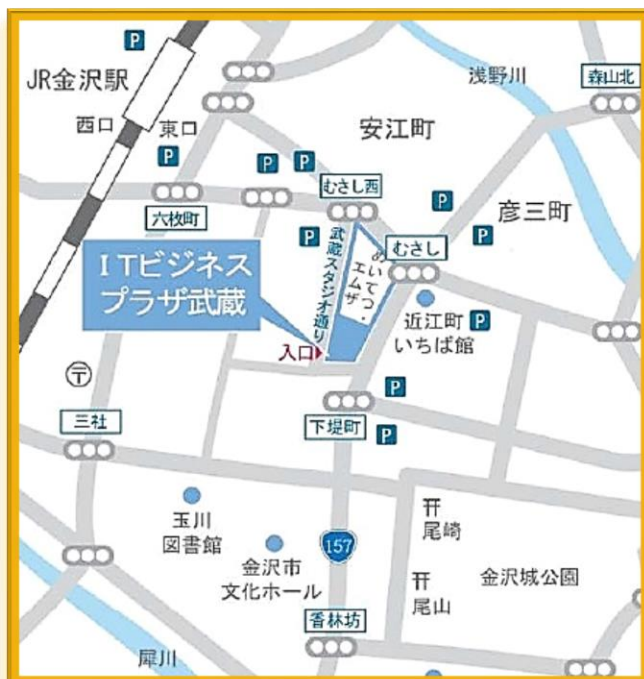 P
JR金沢駅
浅野川
森山北
西口
東口
安江町
P
P
P
むさし西
P
彦三町
六枚町
P
P
むさし
武蔵スタジオ通り
めいてつ・
エムザ
ITビジネス
プラザ武蔵
近江町
いちば館
P
入口
〒
P
三社
下堤町
P
玉川
図書館
尾崎
157
金沢市
文化ホール
尾山
金沢城公園
香林坊
犀川